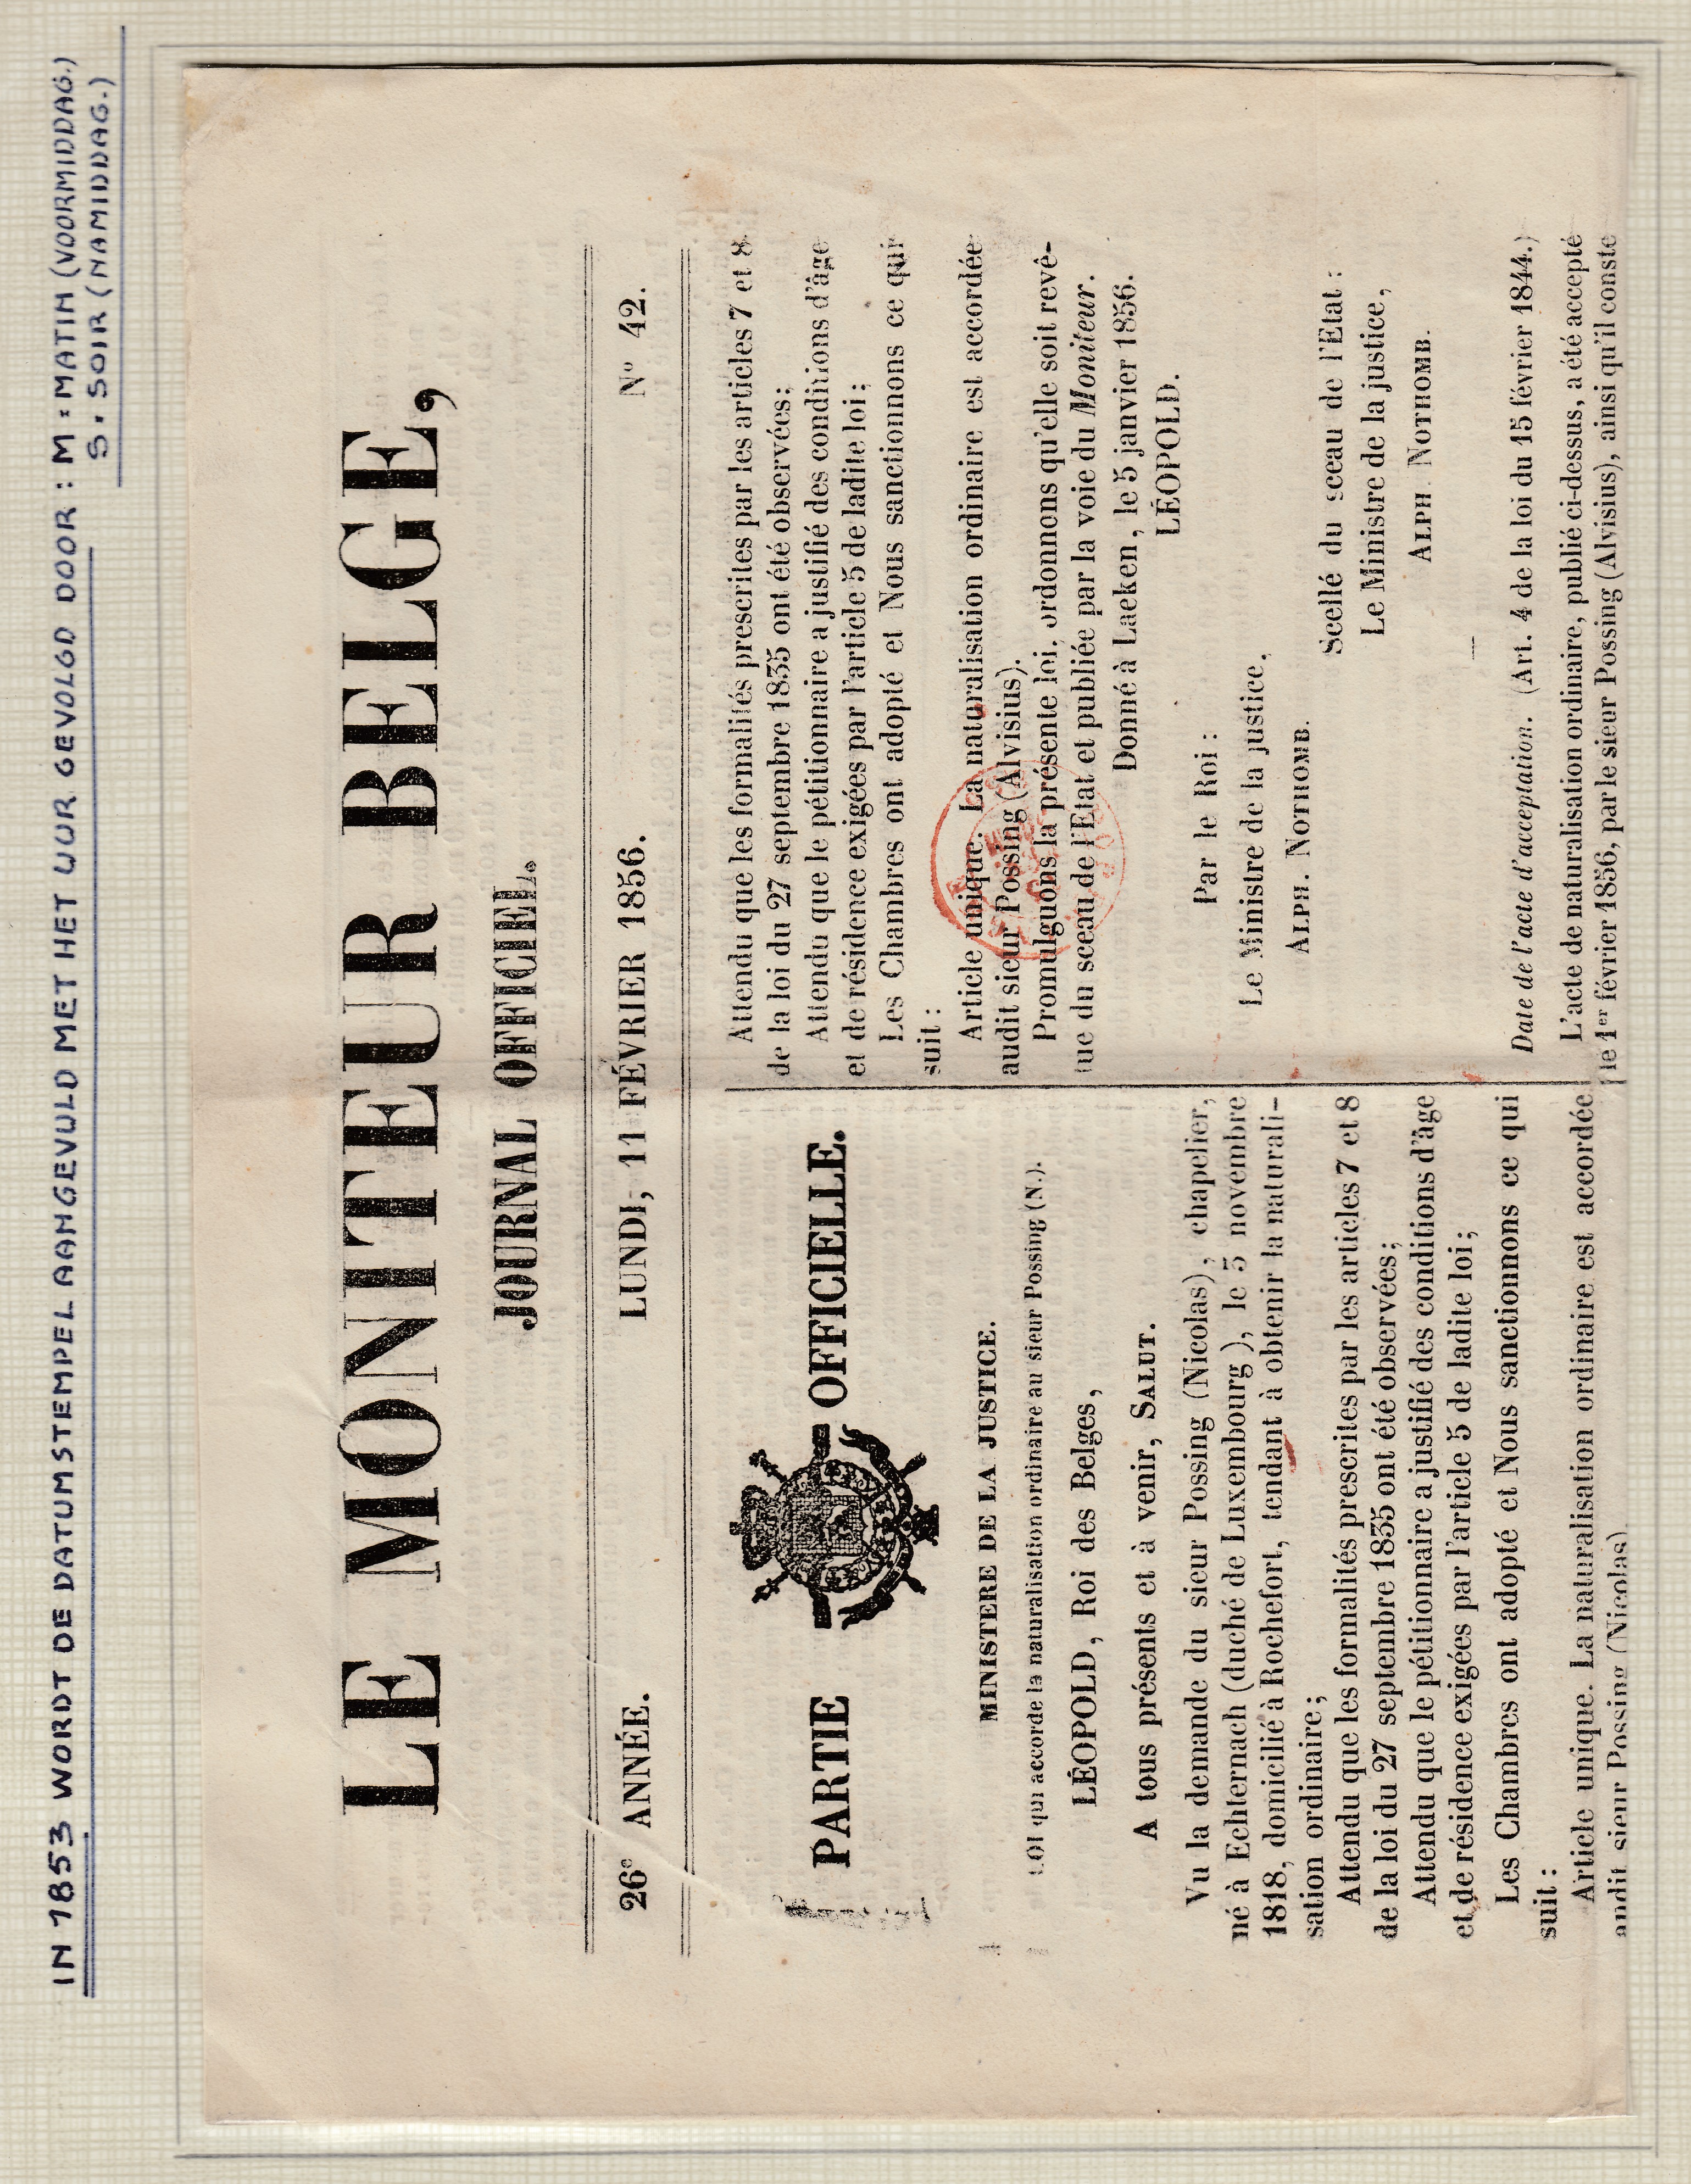 IN 1853 WORDT DE DATUMSTEMPEL AANGEVULD MET HET UUR GEVOLGD DOOR : M = MATIN (VOORMIDDAG.)
S = SOIR (NAMIDDAG.)
LE MONITEUR BELGE,
JOURNAL OFFICIEL.
26e ANNÉE. LUNDI, 11 FÉVRIER 1856. No 42.
PARTIE OFFICIELLE.
MINISTERE DE LA JUSTICE.
Loi qui accorde la naturalisation ordinaire au sieur Possing (N.).
LÉOPOLD, Roi des Belges,
A tous présents et à venir, SALUT.
Vu la demande du sieur Possing (Nicolas), chapelier,
né à Echternach (duché de Luxembourg), le 3 novembre
1818, domicilié à Rochefort, tendant à obtenir la naturali-
sation ordinaire;
Attendu que les formalités prescrites par les articles 7 et 8
de la loi du 27 septembre 1835 ont été observées;
Attendu que le pétitionnaire a justifié des conditions d'âge
et de résidence exigées par l'article 5 de ladite loi;
Les Chambres ont adopté et Nous sanctionnons ce qui
suit :
Article unique. La naturalisation ordinaire est accordée
audit sieur Possing (Nicolas).
Attendu que les formalités prescrites par les articles 7 et 8
de la loi du 27 septembre 1835 ont été observées;
Attendu que le pétitionnaire a justifié des conditions d'âge
et de résidence exigées par l'article 5 de ladite loi;
Les Chambres ont adopté et Nous sanctionnons ce qui
suit :
Article unique. La naturalisation ordinaire est accordée
audit sieur Possing (Alvisius).
Promulguons la présente loi, ordonnons qu'elle soit revê-
tue du sceau de l'Etat et publiée par la voie du Moniteur.
Donné à Laeken, le 5 janvier 1856.
LÉOPOLD.
Par le Roi :
Le Ministre de la justice,
ALPH. NOTHOMB.
Scellé du sceau de l'Etat :
Le Ministre de la justice,
ALPH. NOTHOMB.
Date de l'acte d'acceptation. (Art. 4 de la loi du 15 février 1844.)
L'acte de naturalisation ordinaire, publié ci-dessus, a été accepté
le 1er février 1856, par le sieur Possing (Alvisius), ainsi qu'il conste